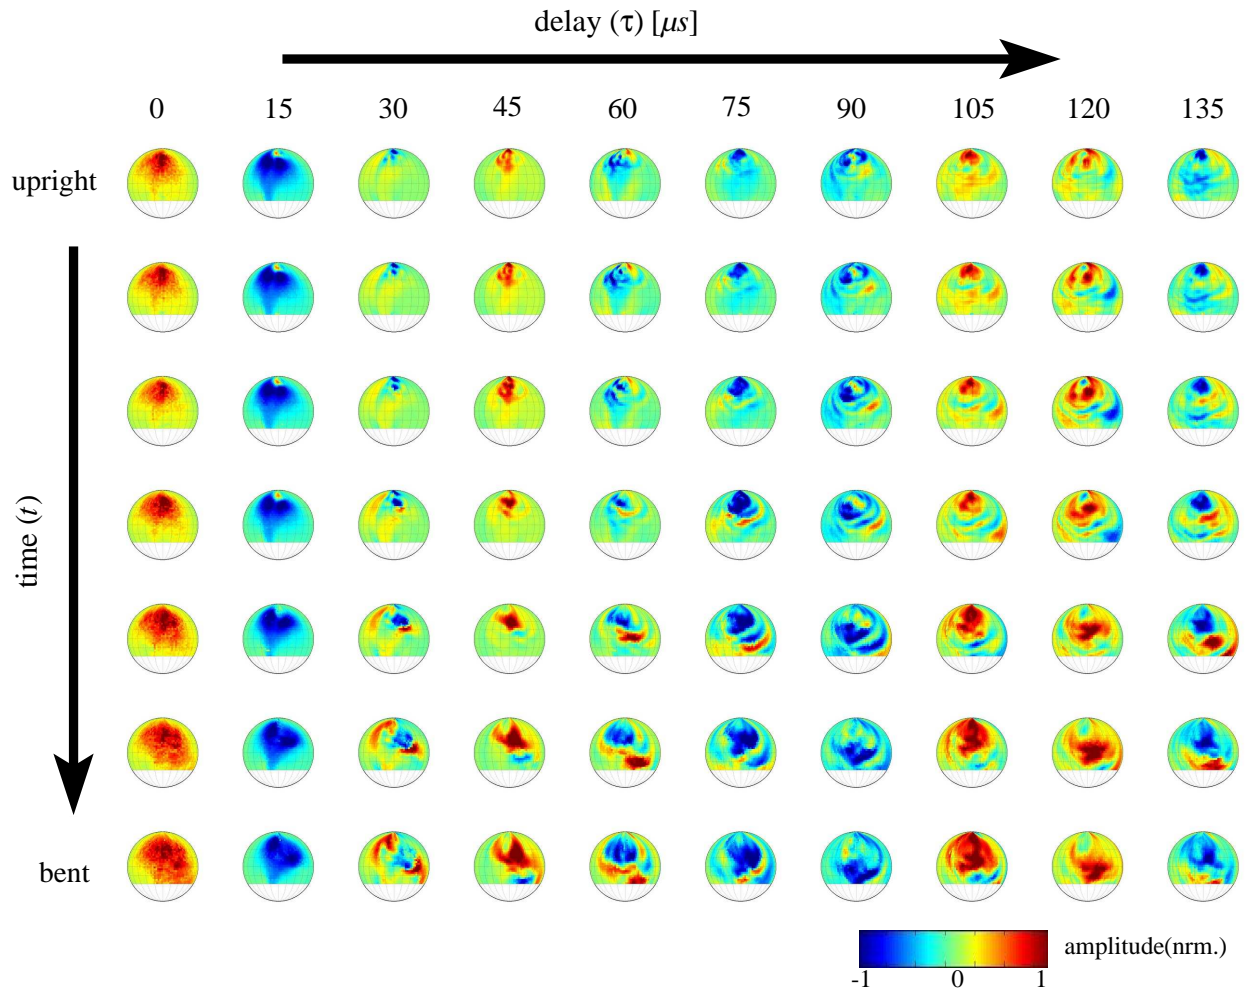 delay (τ) [μs]
0 15 30 45 60 75 90 105 120 135
upright
time (t)
bent
amplitude(nrm.)
-1 0 1